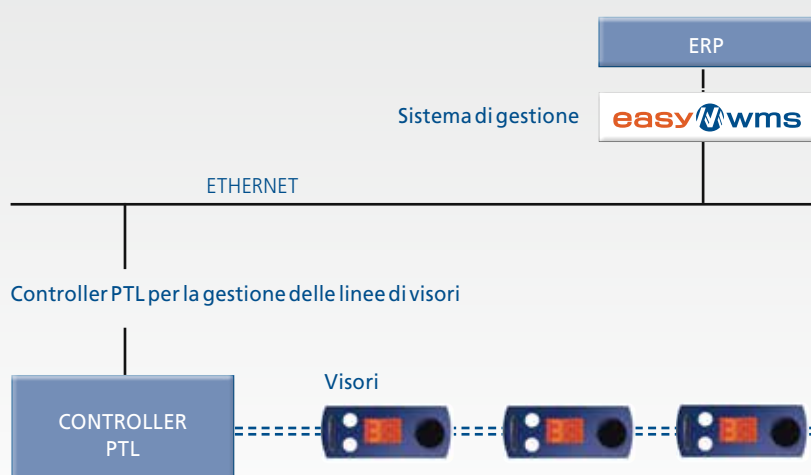 ERP
Sistema di gestione
easy wms
ETHERNET
Controller PTL per la gestione delle linee di visori
Visori
CONTROLLER
PTL